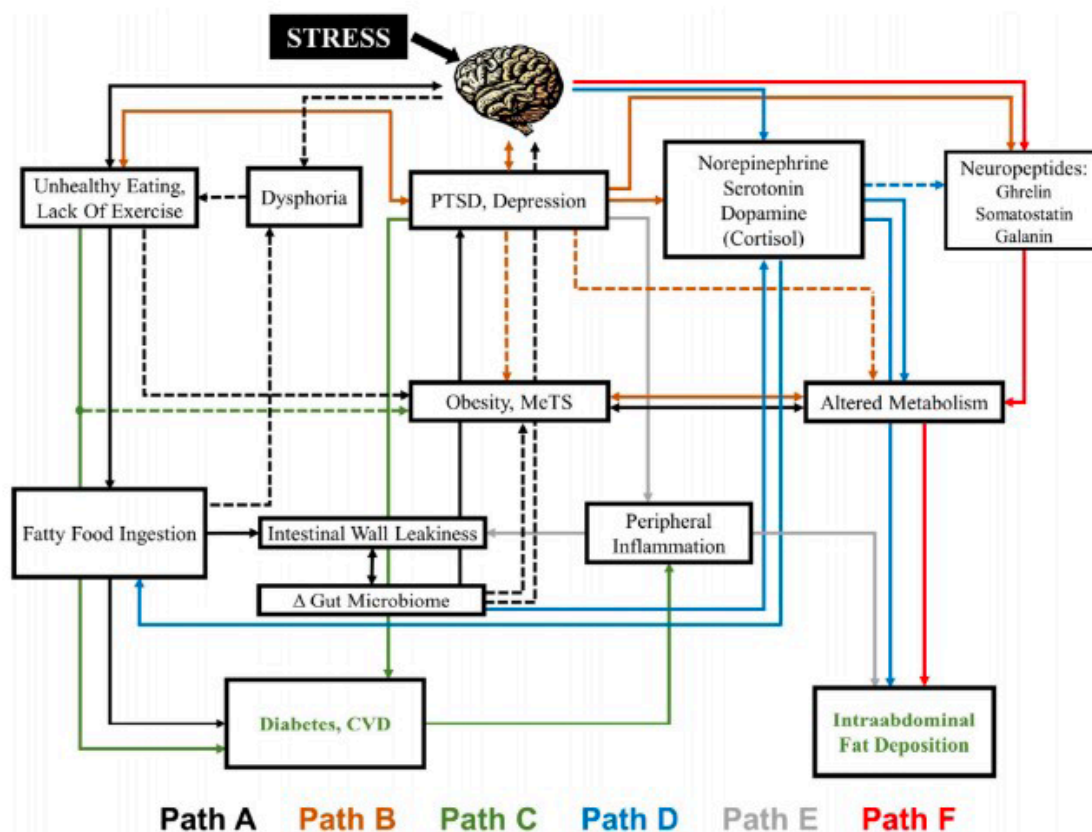 STRESS
Unhealthy Eating,
Lack Of Exercise
Dysphoria
PTSD, Depression
Norepinephrine
Serotonin
Dopamine
(Cortisol)
Neuropeptides:
Ghrelin
Somatostatin
Galanin
Obesity, MeTS
Altered Metabolism
Fatty Food Ingestion
Intestinal Wall Leakiness
Peripheral
Inflammation
Δ Gut Microbiome
Diabetes, CVD
Intraabdominal
Fat Deposition
Path A Path B Path C Path D Path E Path F